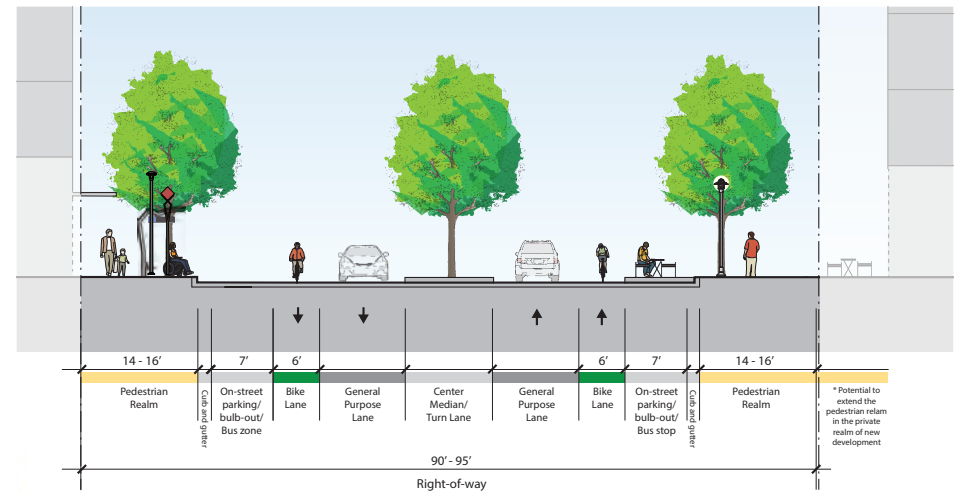 14 - 16’
7’
6’
6’
7’
14 - 16’
Pedestrian
Realm
Curb and gutter
On-street
parking/
bulb-out/
Bus zone
Bike
Lane
General
Purpose
Lane
Center
Median/
Turn Lane
General
Purpose
Lane
Bike
Lane
On-street
parking/
bulb-out/
Bus stop
Curb and gutter
Pedestrian
Realm
* Potential to
extend the
pedestrian relam
in the private
realm of new
development
90’ - 95’
Right-of-way